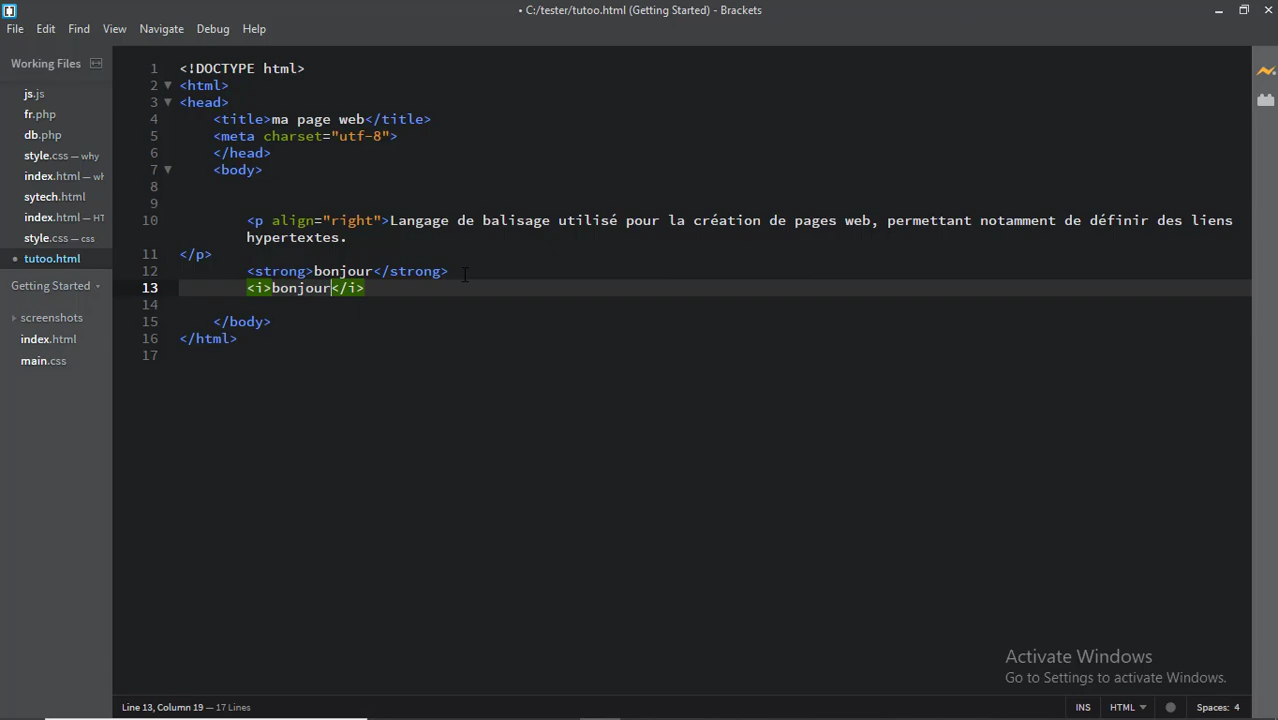 • C:/tester/tutoo.html (Getting Started) - Brackets
File Edit Find View Navigate Debug Help
Working Files
js.js
fr.php
db.php
style.css — why
index.html — wh
sytech.html
index.html — HT
style.css — css
• tutoo.html
Getting Started
screenshots
index.html
main.css
1 <!DOCTYPE html>
2 <html>
3 <head>
4 <title>ma page web</title>
5 <meta charset="utf-8">
6 </head>
7 <body>
8
9
10 <p align="right">Langage de balisage utilisé pour la création de pages web, permettant notamment de définir des liens
hypertextes.
11 </p>
12 <strong>bonjour</strong>
13 <i>bonjour</i>
14
15 </body>
16 </html>
17
Activate Windows
Go to Settings to activate Windows.
Line 13, Column 19 — 17 Lines
INS HTML Spaces: 4